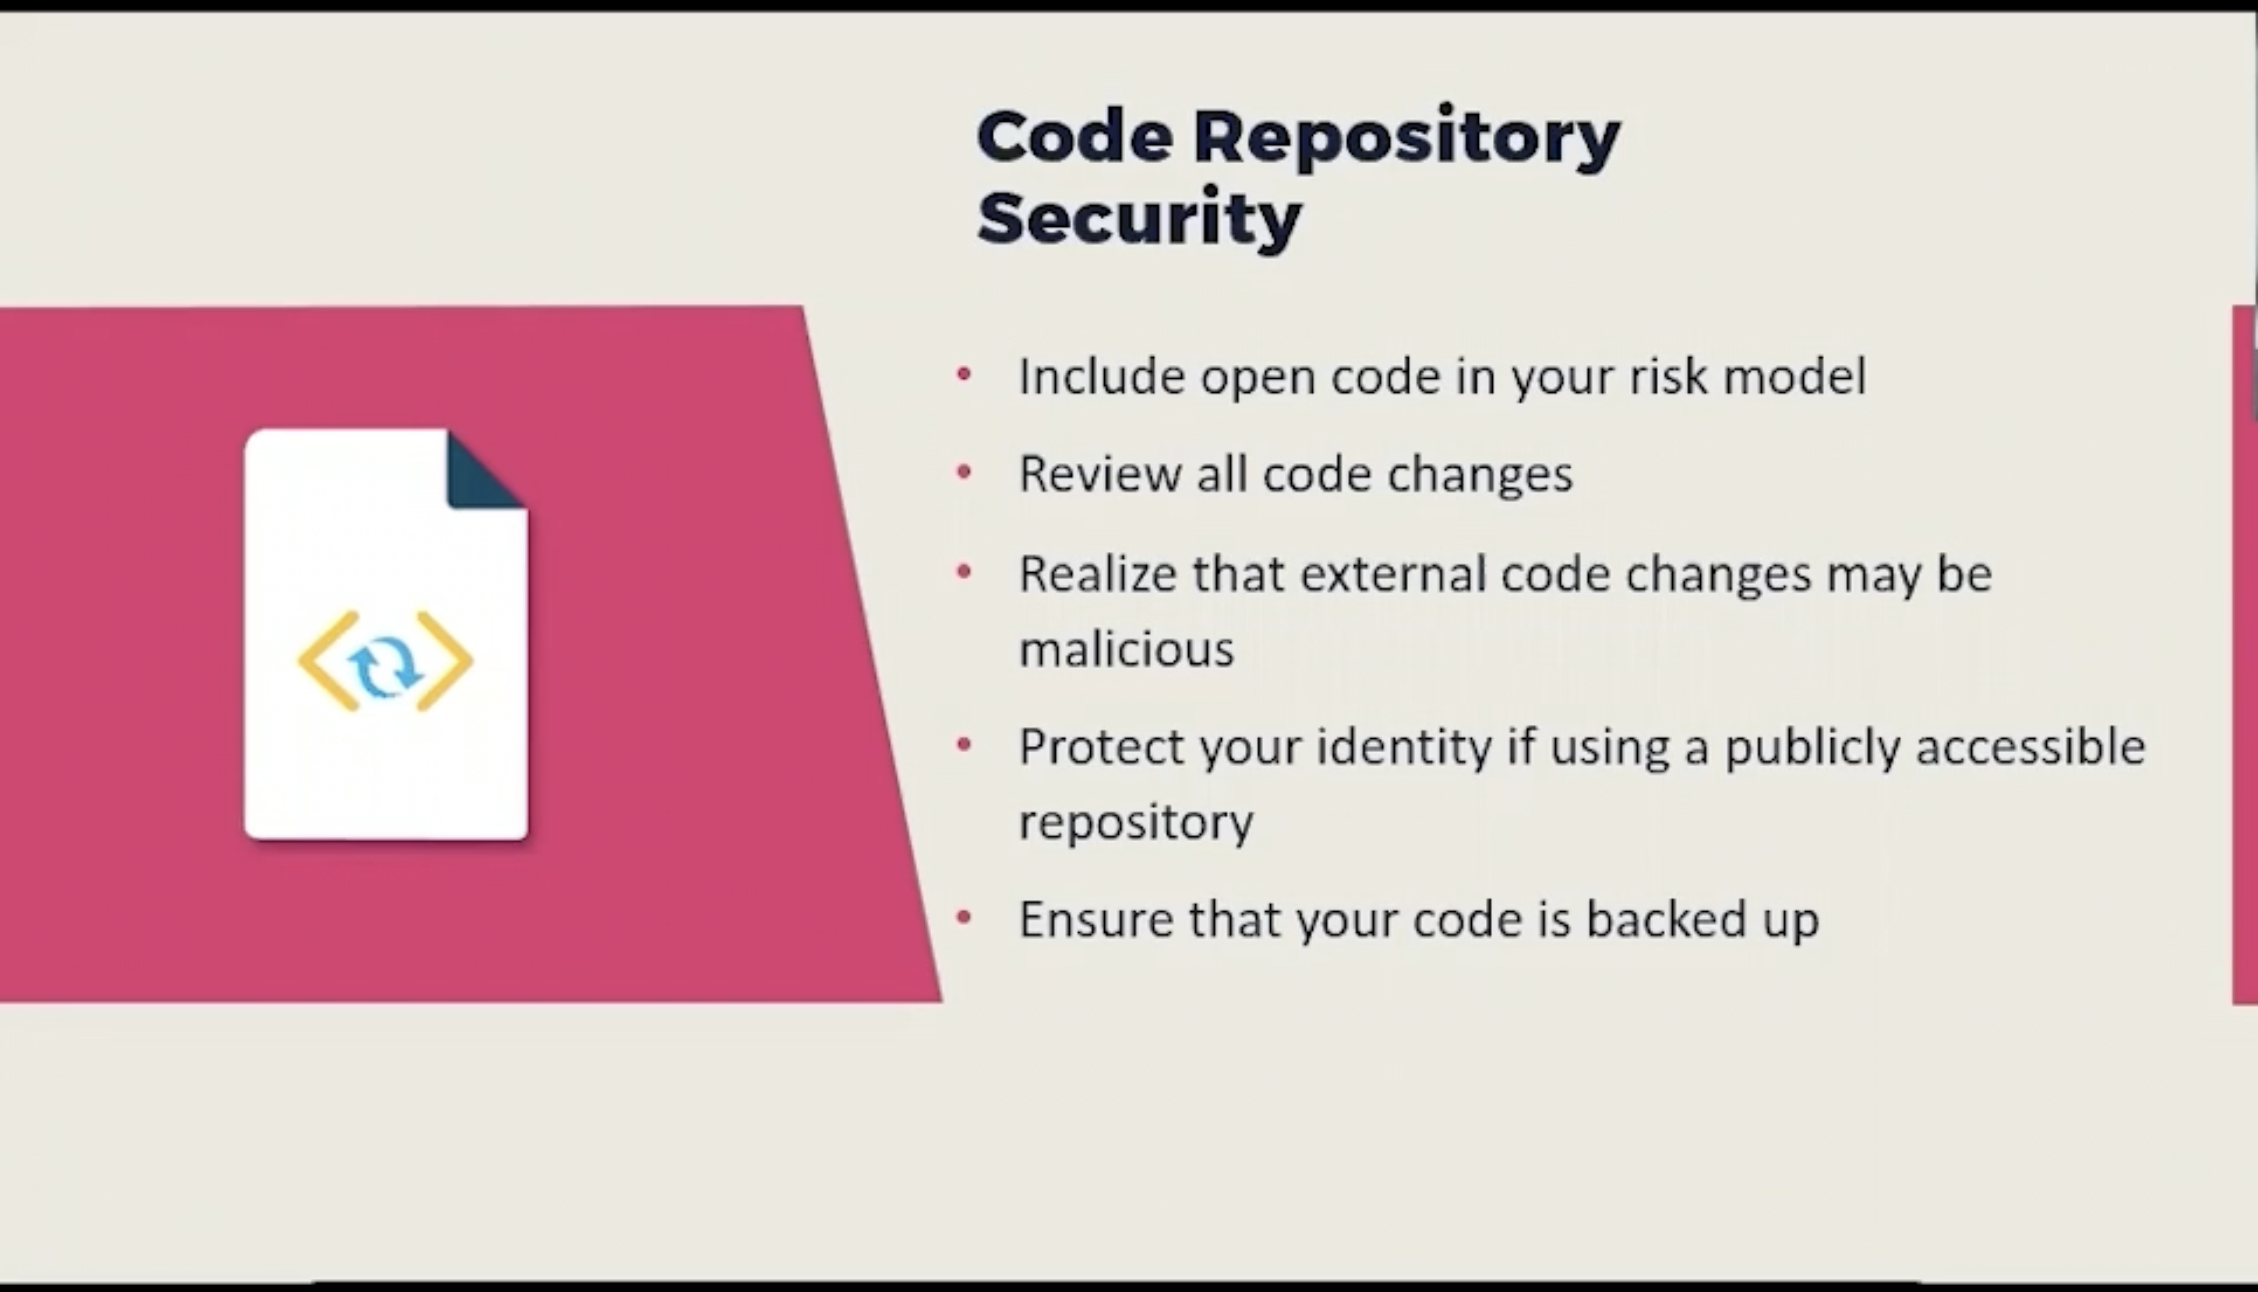 Code Repository
Security
• Include open code in your risk model
• Review all code changes
• Realize that external code changes may be
malicious
• Protect your identity if using a publicly accessible
repository
• Ensure that your code is backed up